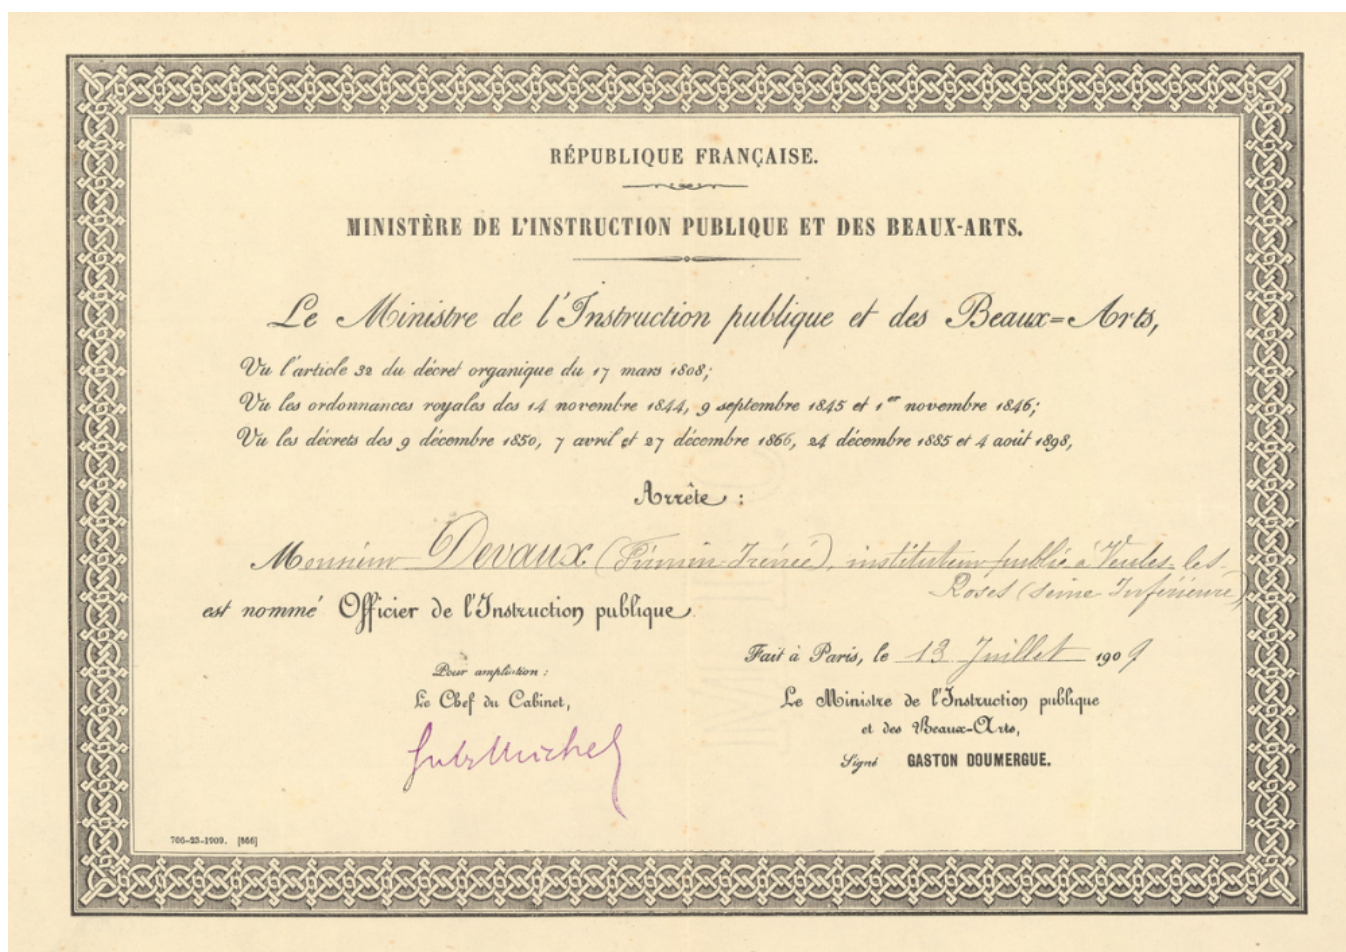 RÉPUBLIQUE FRANÇAISE.
MINISTÈRE DE L'INSTRUCTION PUBLIQUE ET DES BEAUX-ARTS.
Le Ministre de l'Instruction publique et des Beaux=Arts,
Vu l'article 32 du décret organique du 17 mars 1808;
Vu les ordonnances royales des 14 novembre 1844, 9 septembre 1845 et 1er novembre 1846;
Vu les décrets des 9 décembre 1850, 7 avril et 27 décembre 1866, 24 décembre 1885 et 4 août 1898,
Arrête :
Monsieur Devaux (Firmin-Irénée), instituteur public à Veules-les-
Roses (Seine Inférieure),
est nommé Officier de l'Instruction publique.
Fait à Paris, le 13 Juillet 1909
Pour ampliation :
Le Chef du Cabinet,
Le Ministre de l'Instruction publique
et des Beaux-Arts,
Signé GASTON DOUMERGUE.
706-23-1909. [866]